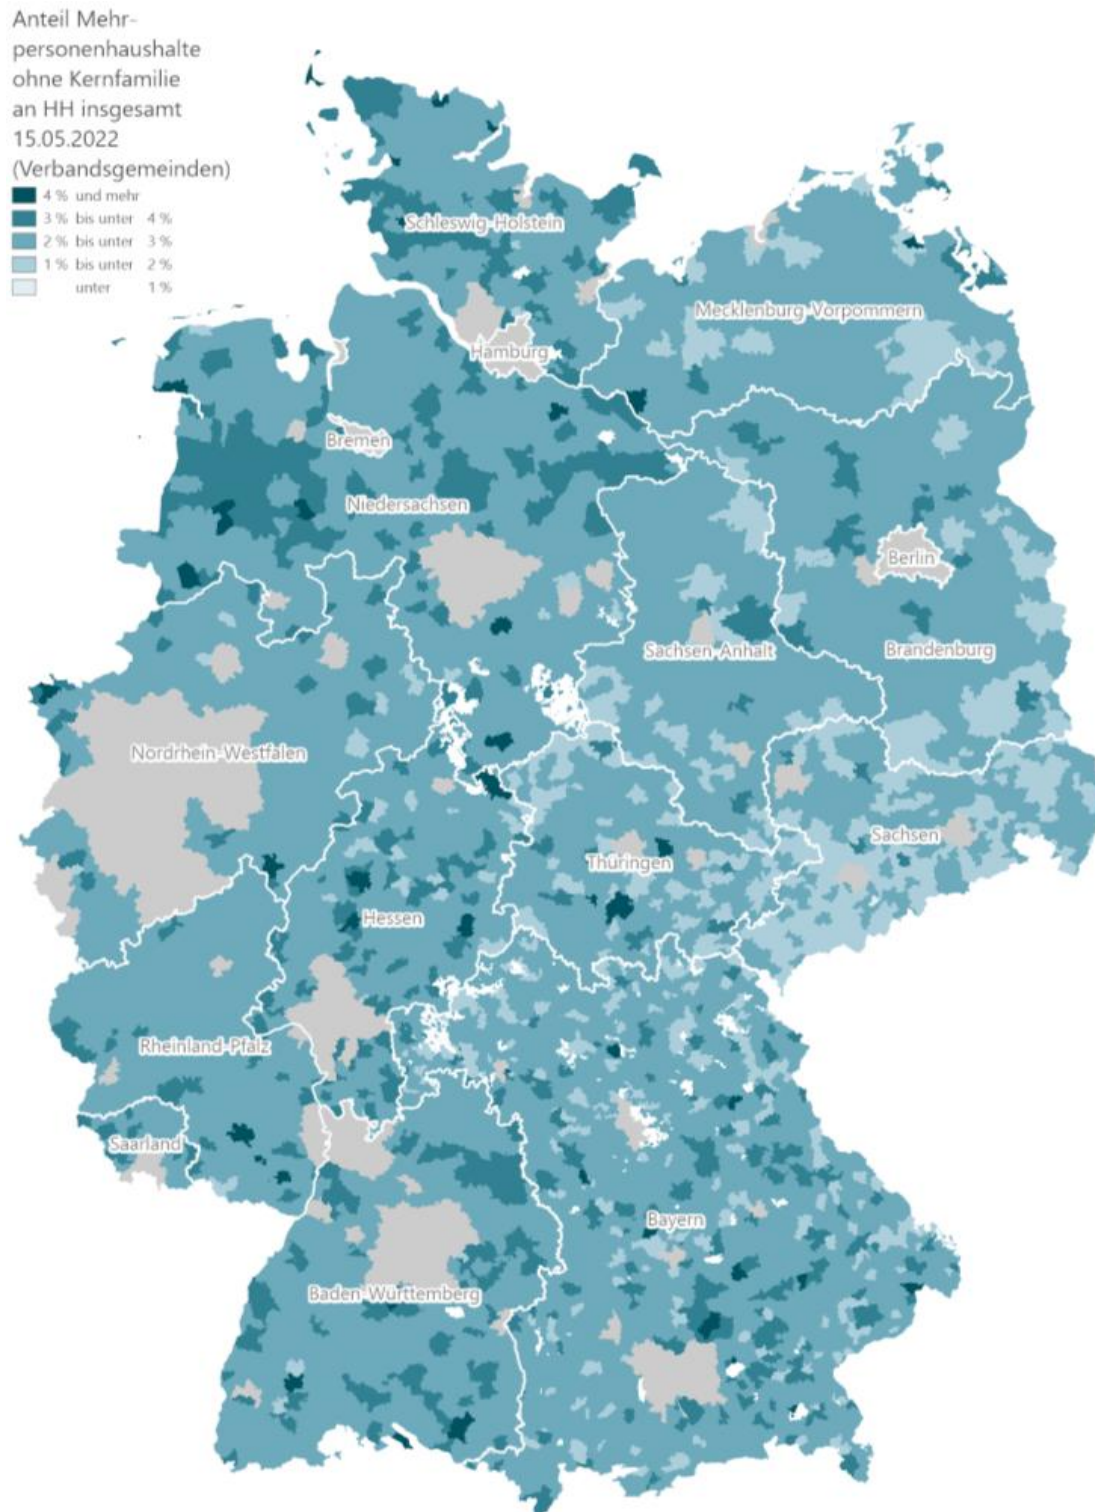 Anteil Mehr-
personenhaushalte
ohne Kernfamilie
an HH insgesamt
15.05.2022
(Verbandsgemeinden)
4 % und mehr
3 % bis unter 4 %
2 % bis unter 3 %
1 % bis unter 2 %
unter 1 %
Schleswig-Holstein
Mecklenburg-Vorpommern
Hamburg
Bremen
Niedersachsen
Berlin
Sachsen-Anhalt
Brandenburg
Nordrhein-Westfalen
Sachsen
Thüringen
Hessen
Rheinland-Pfalz
Saarland
Bayern
Baden-Württemberg